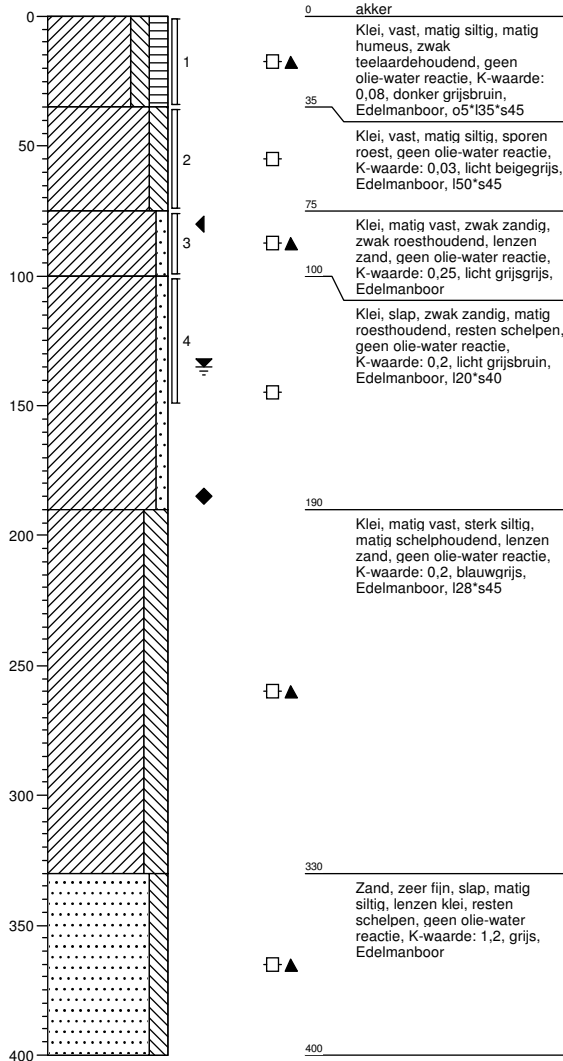 0
50
100
150
200
250
300
350
400
1
2
3
4
0
akker
Klei, vast, matig siltig, matig
humeus, zwak
teelaardehoudend, geen
olie-water reactie, K-waarde:
0,08, donker grijsbruin,
Edelmanboor, o5*l35*s45
35
Klei, vast, matig siltig, sporen
roest, geen olie-water reactie,
K-waarde: 0,03, licht beigegrijs,
Edelmanboor, l50*s45
75
Klei, matig vast, zwak zandig,
zwak roesthoudend, lenzen
zand, geen olie-water reactie,
K-waarde: 0,25, licht grijsgrijs,
Edelmanboor
100
Klei, slap, zwak zandig, matig
roesthoudend, resten schelpen,
geen olie-water reactie,
K-waarde: 0,2, licht grijsbruin,
Edelmanboor, l20*s40
190
Klei, matig vast, sterk siltig,
matig schelphoudend, lenzen
zand, geen olie-water reactie,
K-waarde: 0,2, blauwgrijs,
Edelmanboor, l28*s45
330
Zand, zeer fijn, slap, matig
siltig, lenzen klei, resten
schelpen, geen olie-water
reactie, K-waarde: 1,2, grijs,
Edelmanboor
400